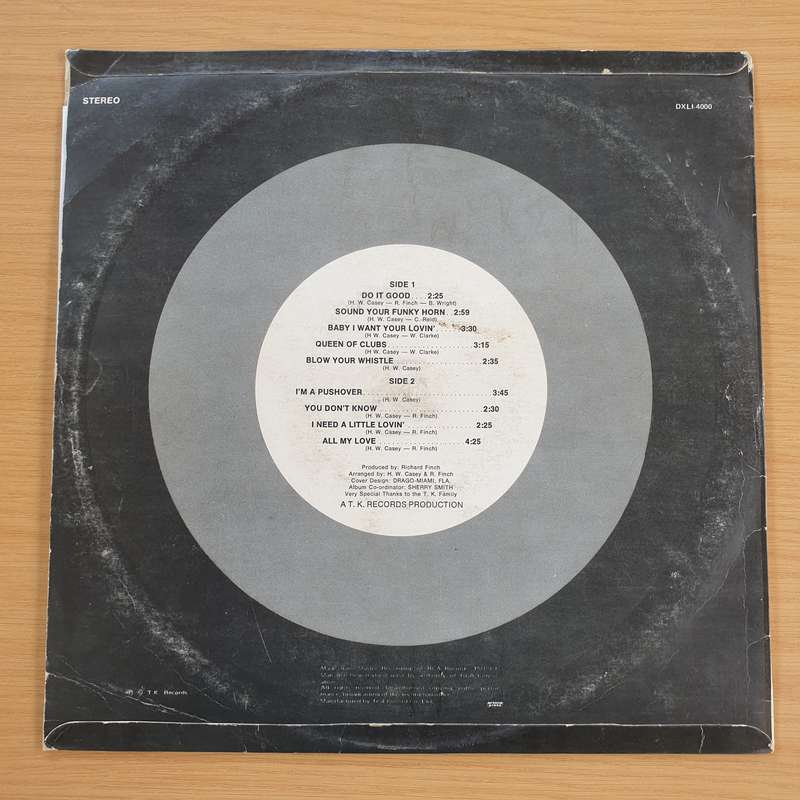 STEREO
DXLI-4000
SIDE 1
DO IT GOOD . . . . 2:25
(H. W. Casey — R. Finch — B. Wright)
SOUND YOUR FUNKY HORN . . 2:59
(H. W. Casey — C. Reid)
BABY I WANT YOUR LOVIN' . . . . . . 3:30
(H. W. Casey — W. Clarke)
QUEEN OF CLUBS . . . . . . . . . . . . . . . . . 3:15
(H. W. Casey — W. Clarke)
BLOW YOUR WHISTLE . . . . . . . . . . . . . . . . . 2:35
(H. W. Casey)
SIDE 2
I'M A PUSHOVER . . . . . . . . . . . . . . . . . . . . . . . . . 3:45
(H. W. Casey)
YOU DON'T KNOW . . . . . . . . . . . . . . . . . . . . 2:30
(H. W. Casey — R. Finch)
I NEED A LITTLE LOVIN' . . . . . . . . . . . . . . 2:25
(H. W. Casey — R. Finch)
ALL MY LOVE . . . . . . . . . . . . . . . . . 4:25
(H. W. Casey — R. Finch)
Produced by: Richard Finch
Arranged by: H. W. Casey & R. Finch
Cover Design: DRAGO-MIAMI, FLA.
Album Co-ordinator: SHERRY SMITH
Very Special Thanks to the T. K. Family
A T. K. RECORDS PRODUCTION
℗ © T. K. Records
All rights